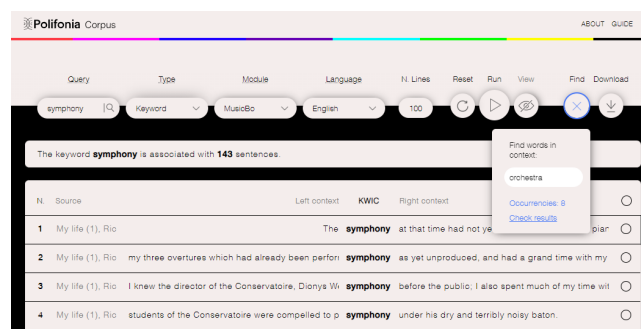 Polifonia Corpus
ABOUT GUIDE
Query Type Module Language N. Lines Reset Run View Find Download
symphony Keyword MusicBo English 100
Find words in
context:
orchestra
Occurrencies: 8
Check results
The keyword symphony is associated with 143 sentences.
N. Source Left context KWIC Right context
1 My life (1), Ric The symphony at that time had not ye pian
2 My life (1), Ric my three overtures which had already been perfor symphony as yet unproduced, and had a grand time with my
3 My life (1), Ric I knew the director of the Conservatoire, Dionys W symphony before the public; I also spent much of my time wit
4 My life (1), Ric students of the Conservatoire were compelled to p symphony under his dry and terribly noisy baton.